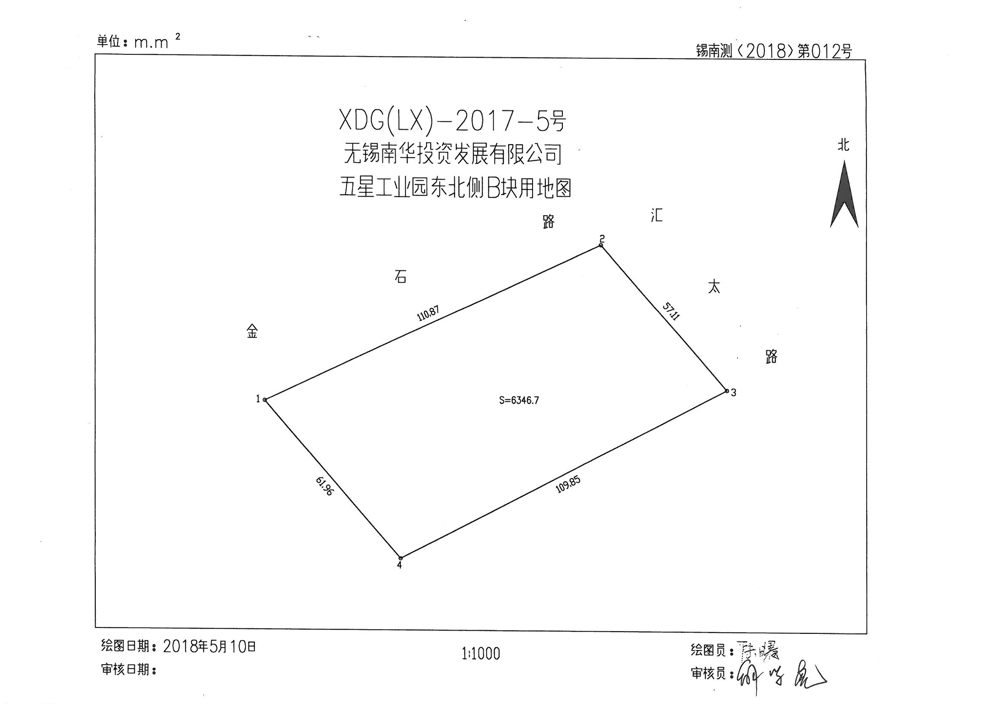 单位：m.m²
锡南测〈2018〉第012号
XDG(LX)-2017-5号
无锡南华投资发展有限公司
五星工业园东北侧B块用地图
北
金石路
汇太路
110.87
57.11
109.85
61.96
1
2
3
4
S=6346.7
绘图日期：2018年5月10日
审核日期：
1:1000
绘图员：
审核员：